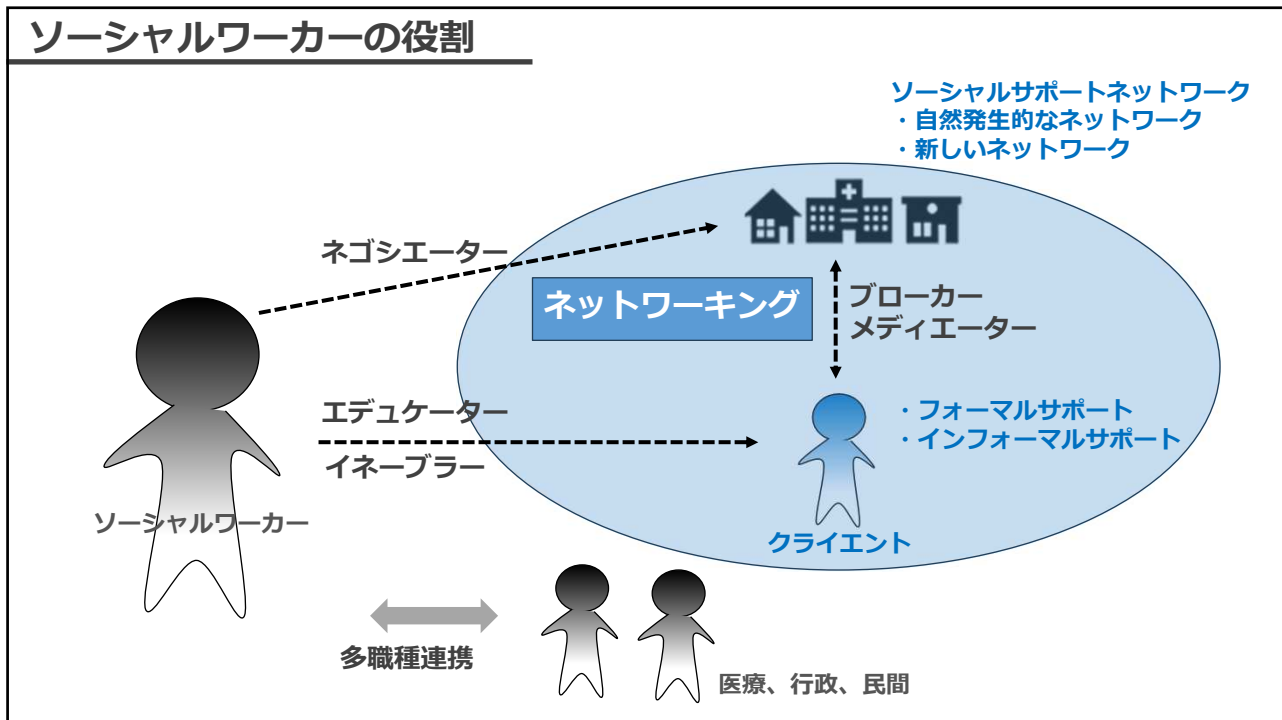 ソーシャルワーカーの役割
ソーシャルサポートネットワーク
・自然発生的なネットワーク
・新しいネットワーク
ネゴシエーター
ネットワーキング
ブローカー
メディエーター
エデュケーター
イネーブラー
・フォーマルサポート
・インフォーマルサポート
ソーシャルワーカー
クライエント
多職種連携
医療、行政、民間